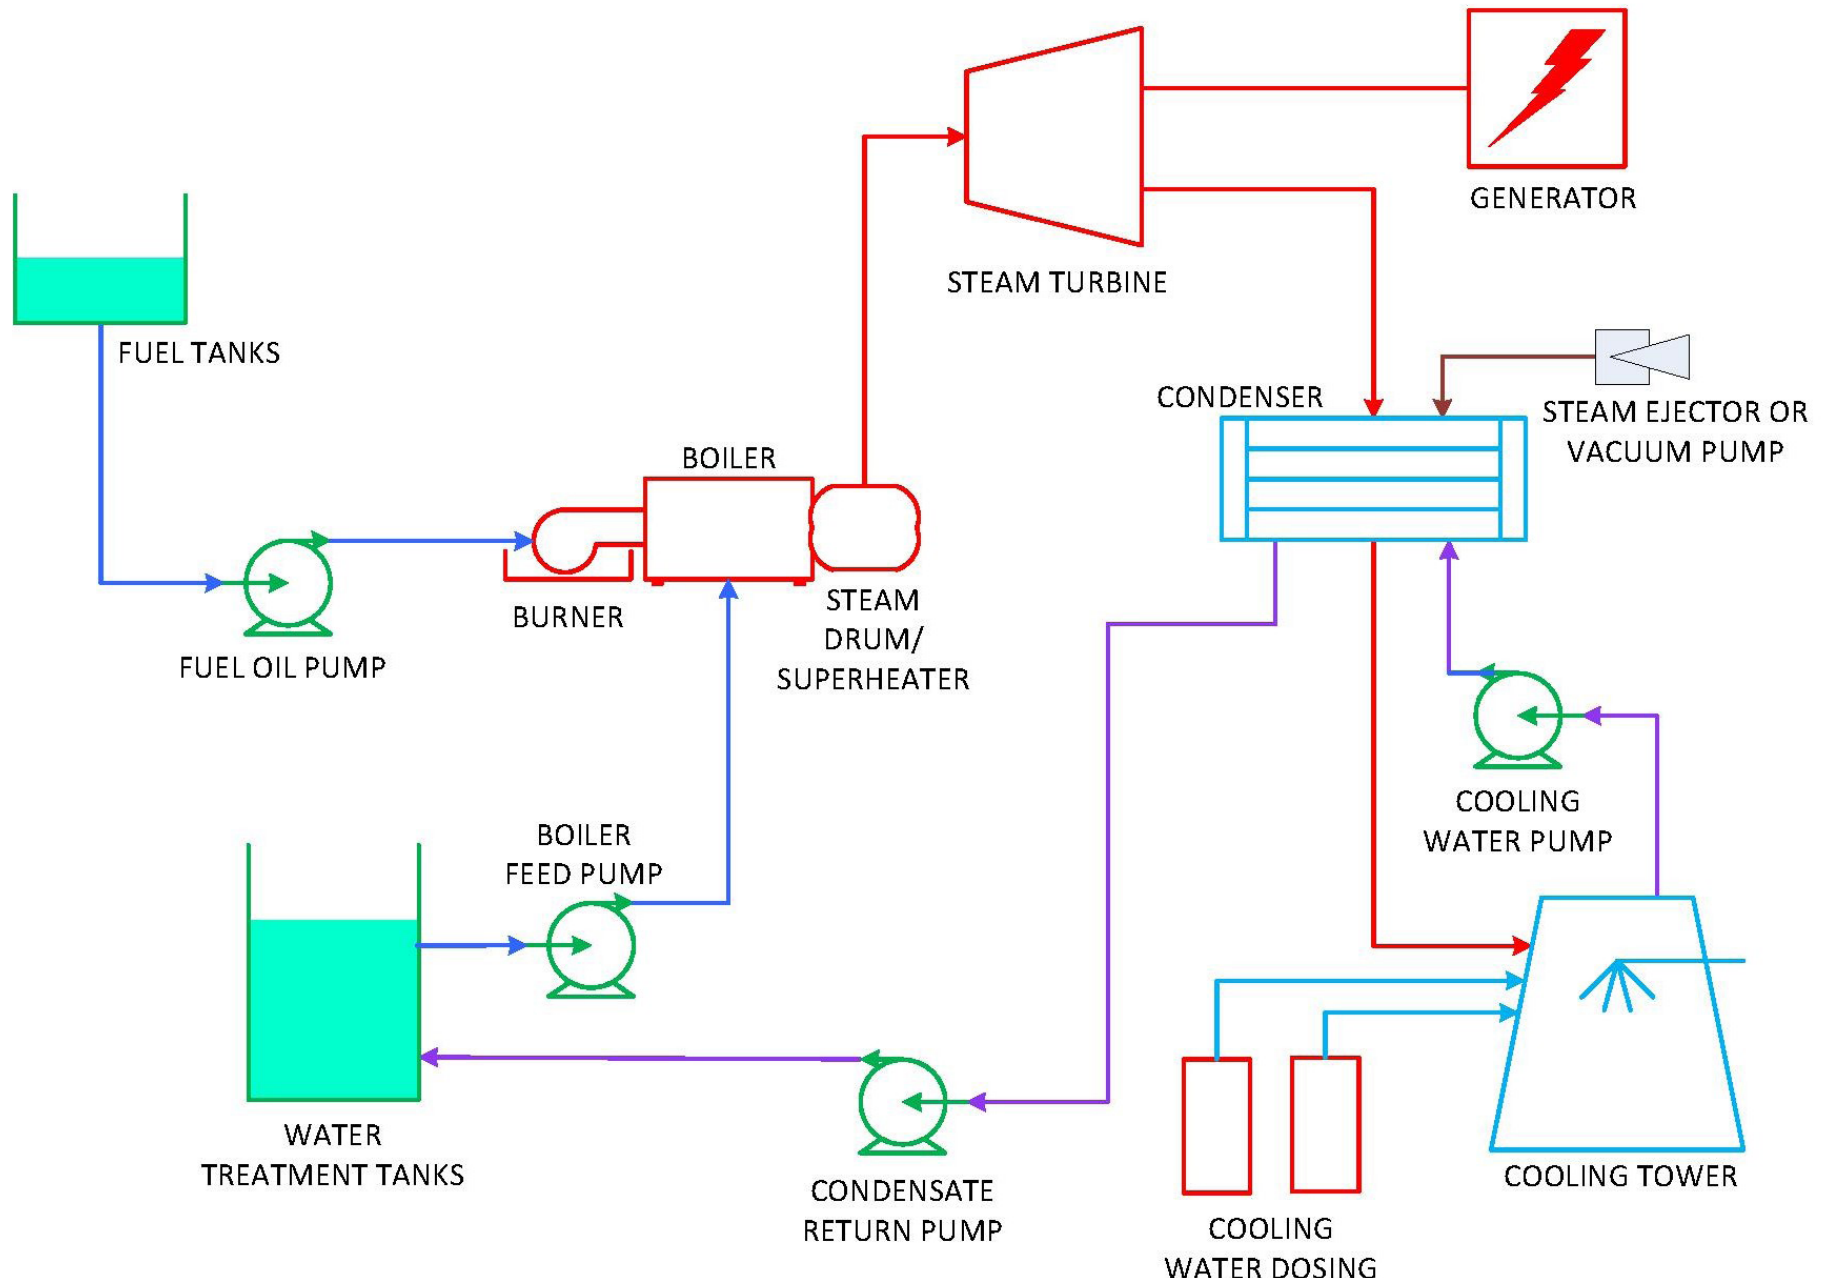 GENERATOR
STEAM TURBINE
FUEL TANKS
CONDENSER
STEAM EJECTOR OR
VACUUM PUMP
BOILER
BURNER
STEAM
DRUM/
SUPERHEATER
FUEL OIL PUMP
COOLING
WATER PUMP
BOILER
FEED PUMP
WATER
TREATMENT TANKS
CONDENSATE
RETURN PUMP
COOLING TOWER
COOLING
WATER DOSING